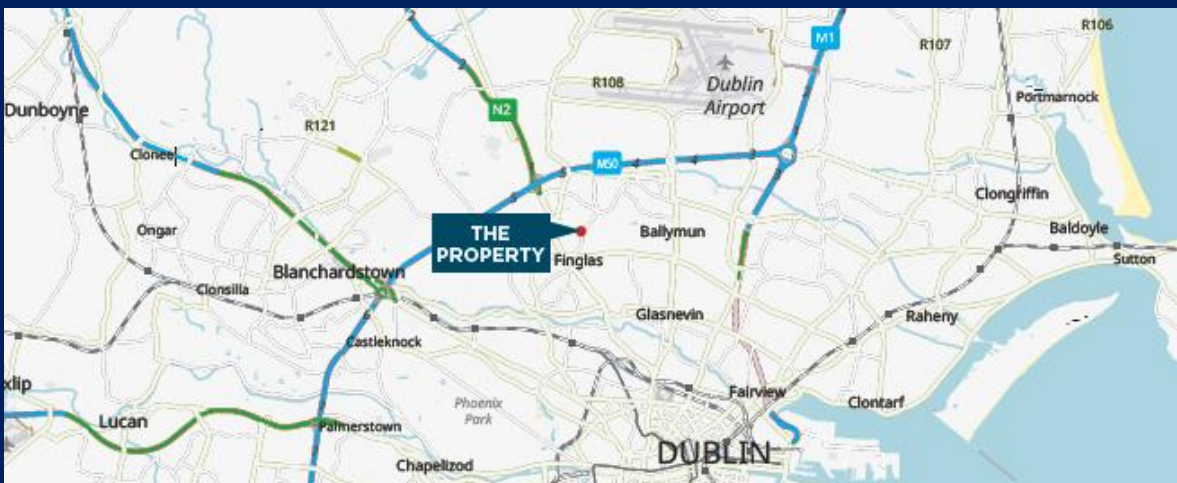 R106
M1
R107
R108
Dublin
Airport
Dunboyne
N2
Portmarnock
R121
Clonee
M50
Clongriffin
Ongar
THE
PROPERTY
Ballymun
Baldoyle
Finglas
Sutton
Blanchardstown
Clonsilla
Glasnevin
Raheny
Castleknock
xlip
Fairview
Phoenix
Park
Clontarf
Lucan
Palmerstown
DUBLIN
Chapelizod